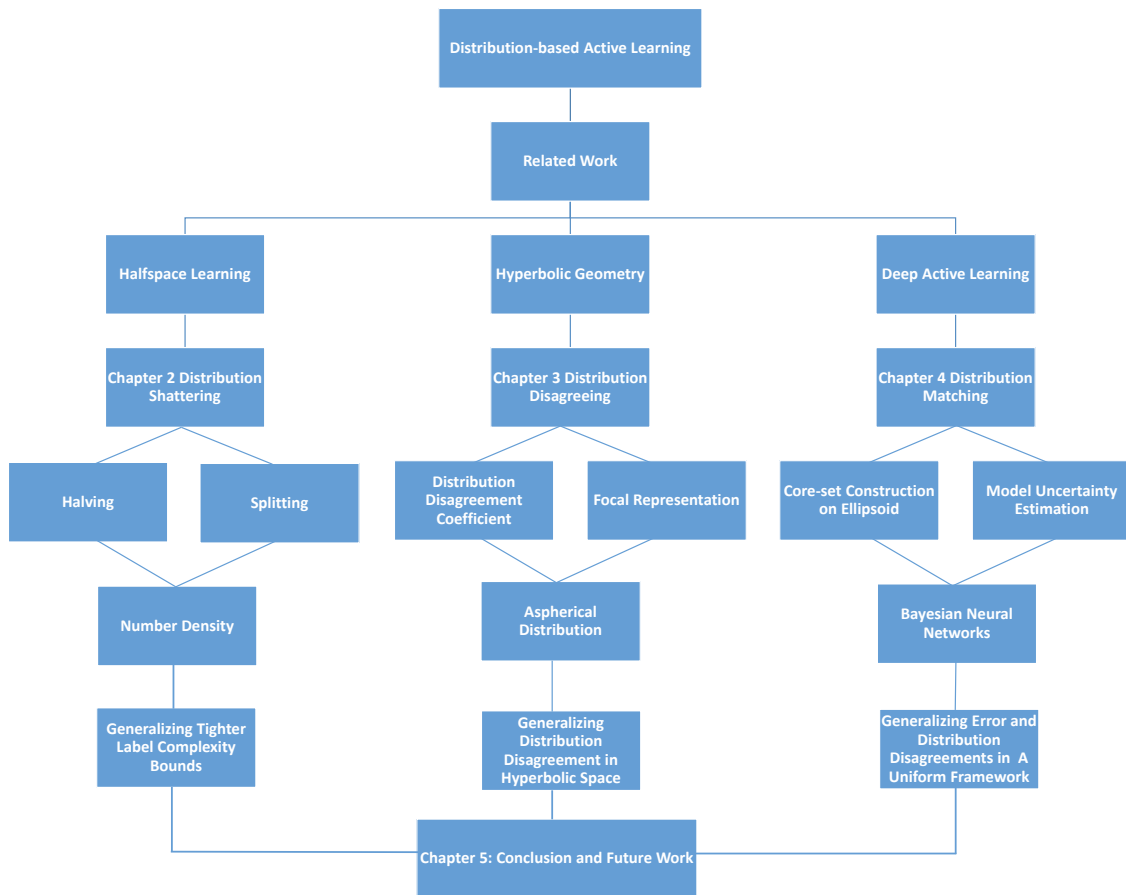 Distribution-based Active Learning
Related Work
Halfspace Learning
Hyperbolic Geometry
Deep Active Learning
Chapter 2 Distribution
Shattering
Chapter 3 Distribution
Disagreeing
Chapter 4 Distribution
Matching
Halving
Splitting
Distribution
Disagreement
Coefficient
Focal Representation
Core-set Construction
on Ellipsoid
Model Uncertainty
Estimation
Number Density
Aspherical
Distribution
Bayesian Neural
Networks
Generalizing Tighter
Label Complexity
Bounds
Generalizing
Distribution
Disagreement in
Hyperbolic Space
Generalizing Error and
Distribution
Disagreements in  A
Uniform Framework
Chapter 5: Conclusion and Future Work